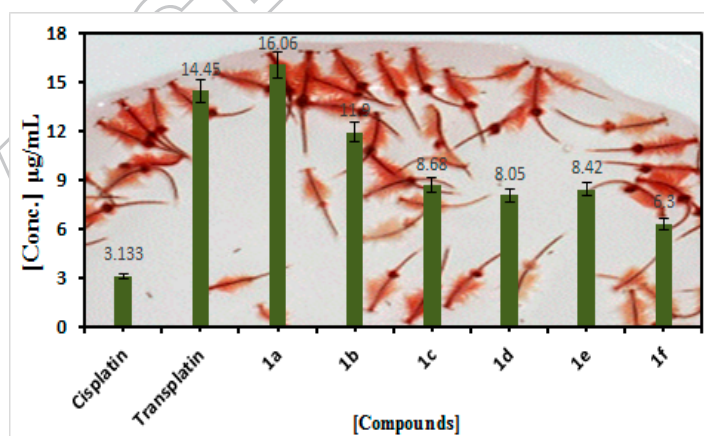 [Conc.] µg/mL
18
15
12
9
6
3
0
3.133
14.45
16.06
11.9
8.68
8.05
8.42
6.3
Cisplatin
Transplatin
1a
1b
1c
1d
1e
1f
[Compounds]